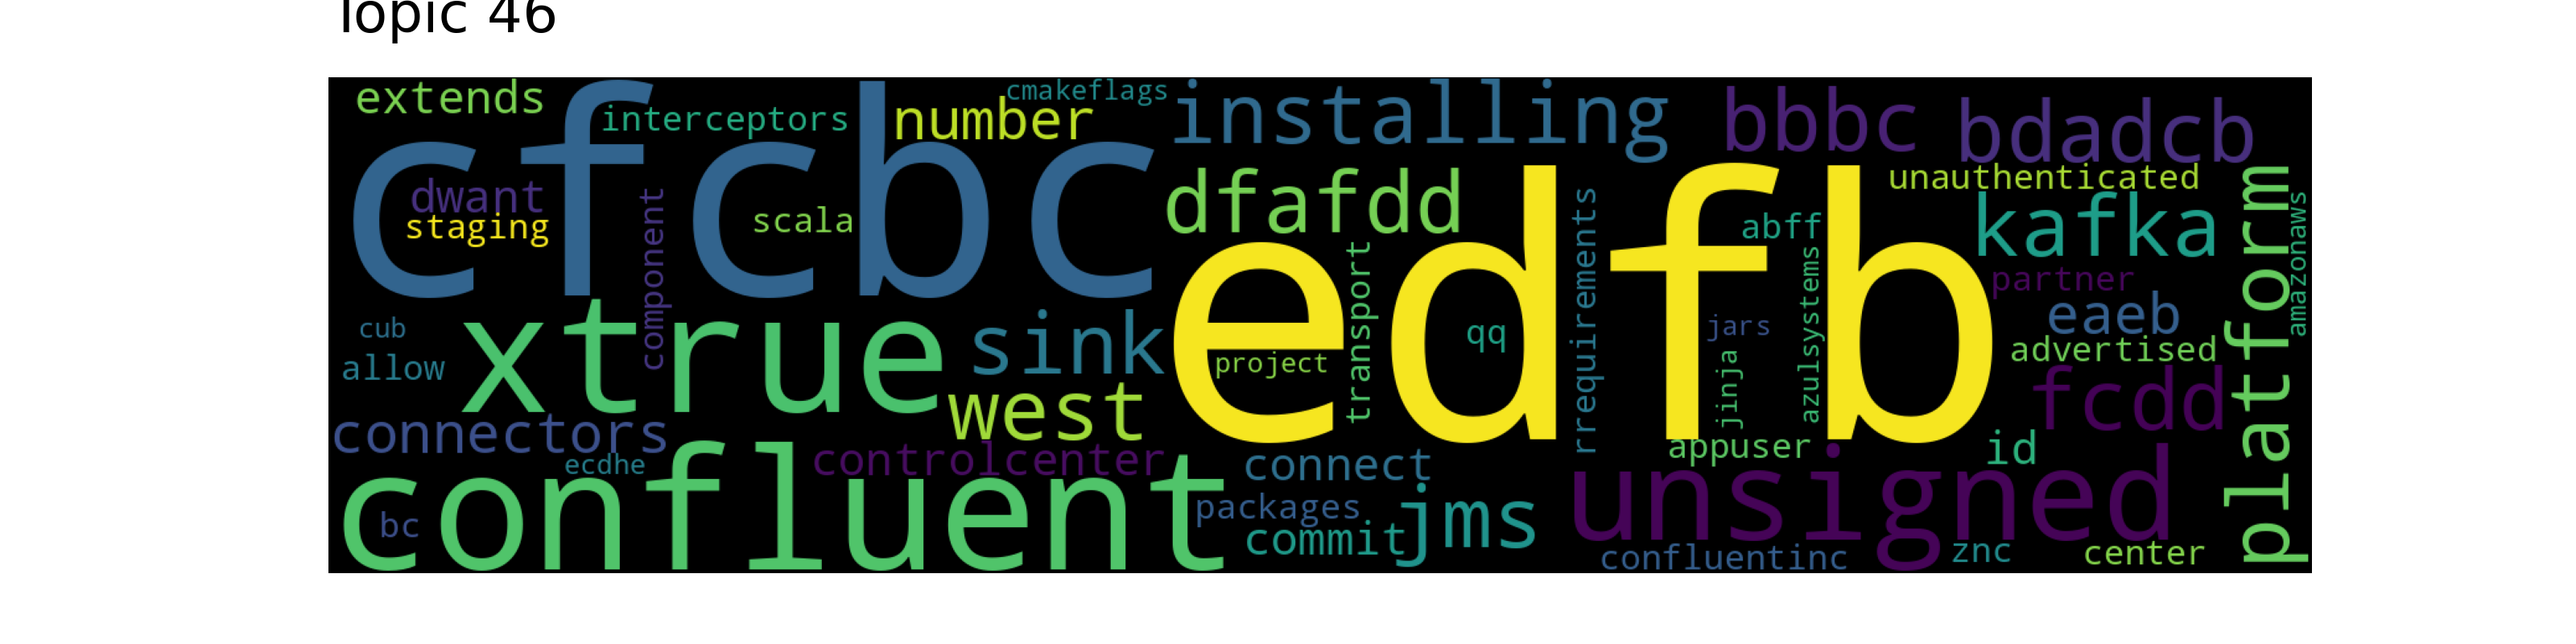 Topic 46
extends
interceptors
cmakeflags
number
installing
bbbc
bdadcb
cfcbc
dwant
staging
component
scala
dfafdd
unauthenticated
kafka
abff
platform
amazonaws
edfb
transport
requirements
azulsystems
partner
eaeb
jars
qq
cub
allow
xtrue
sink
project
jinja
advertised
west
fcdd
connectors
ecdhe
controlcenter
connect
appuser
id
confluent
bc
packages
commit
jms
unsigned
confluentinc
znc
center